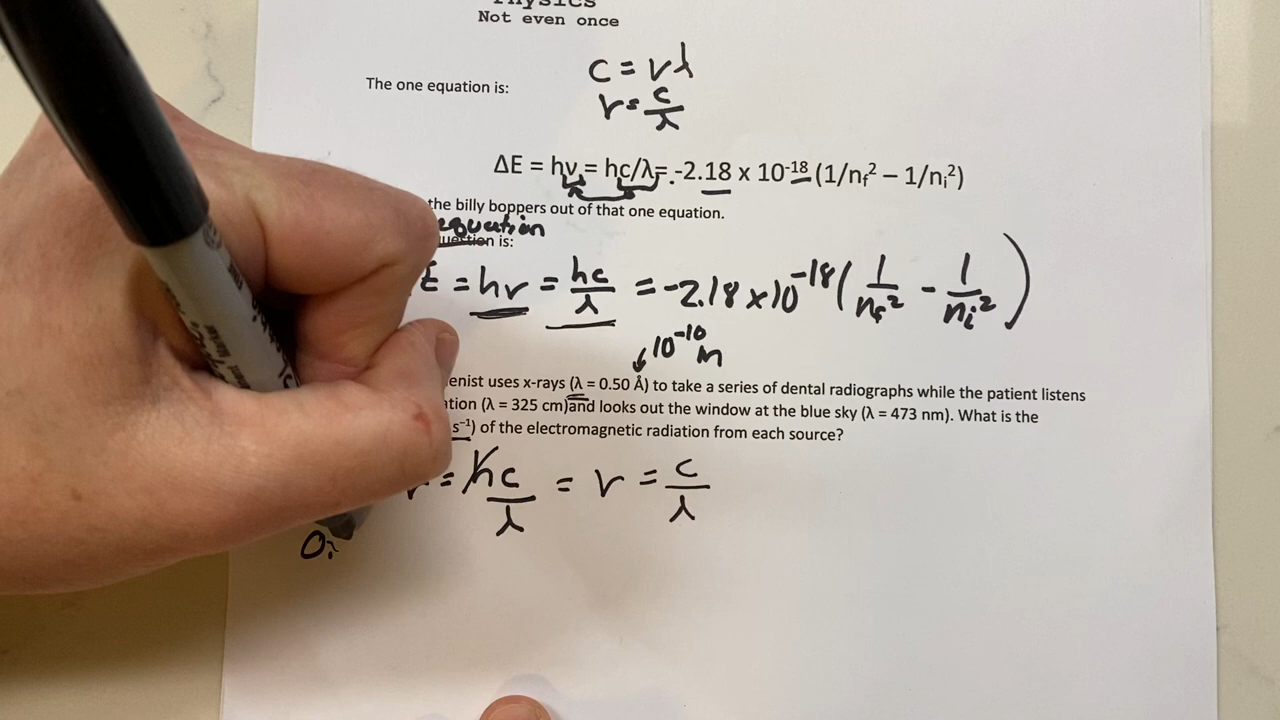 Physics
Not even once
C = νλ
The one equation is:
ν = c/λ
ΔE = hν = hc/λ = -2.18 x 10⁻¹⁸ (1/nf² – 1/ni²)
the billy boppers out of that one equation.
equation
is:
E = hν = hc/λ = -2.18 x 10⁻¹⁸ (1/nf² - 1/ni²)
10⁻¹⁰ m
uses x-rays (λ = 0.50 Å) to take a series of dental radiographs while the patient listens
(λ = 325 cm)and looks out the window at the blue sky (λ = 473 nm). What is the
s⁻¹) of the electromagnetic radiation from each source?
= hc/λ = ν = c/λ